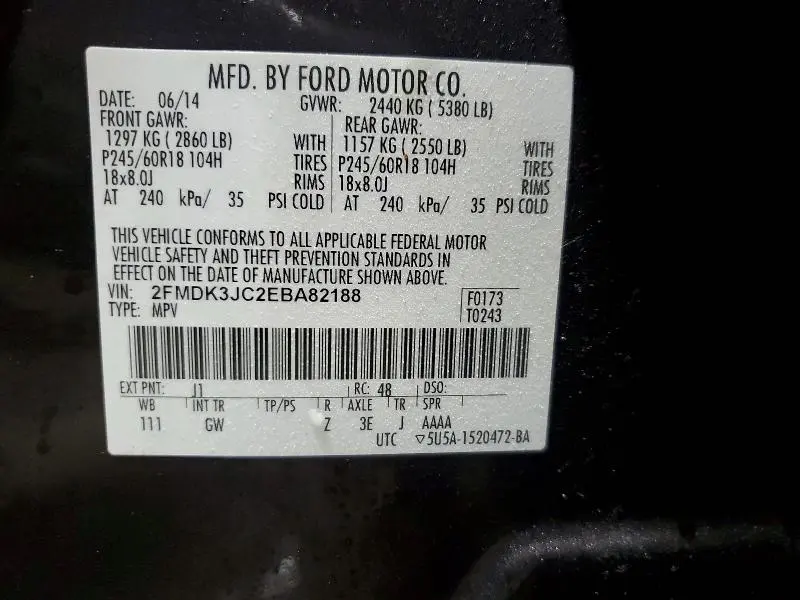 MFD. BY FORD MOTOR CO.
DATE: 06/14 GVWR: 2440 KG ( 5380 LB)
FRONT GAWR: REAR GAWR:
1297 KG ( 2860 LB) WITH 1157 KG ( 2550 LB) WITH
P245/60R18 104H TIRES P245/60R18 104H TIRES
18x8.0J RIMS 18x8.0J RIMS
AT 240 kPa/ 35 PSI COLD AT 240 kPa/ 35 PSI COLD
THIS VEHICLE CONFORMS TO ALL APPLICABLE FEDERAL MOTOR
VEHICLE SAFETY AND THEFT PREVENTION STANDARDS IN
EFFECT ON THE DATE OF MANUFACTURE SHOWN ABOVE.
VIN: 2FMDK3JC2EBA82188 F0173
TYPE: MPV T0243
EXT PNT: J1 RC: 48 DSO:
WB INT TR TP/PS R AXLE TR SPR
111 GW Z 3E J AAAA
UTC ▽5U5A-1520472-BA